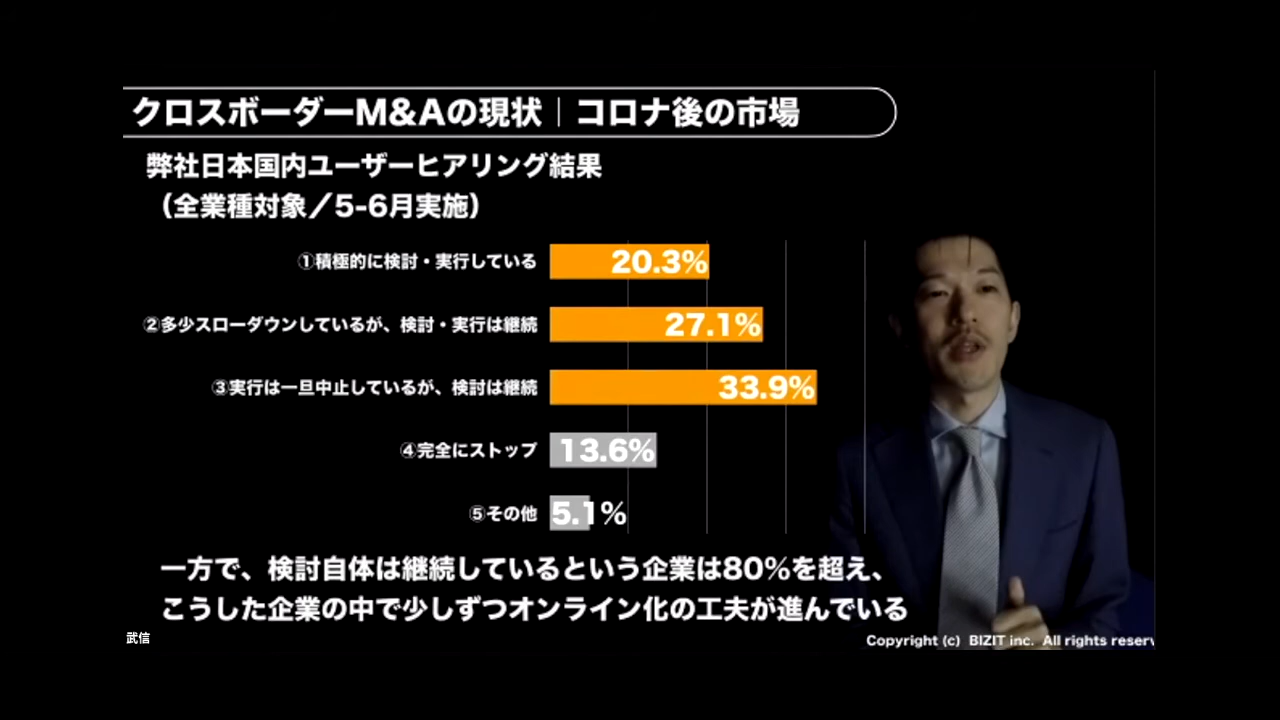 クロスボーダーM&Aの現状｜コロナ後の市場
弊社日本国内ユーザーヒアリング結果
（全業種対象／5-6月実施）
①積極的に検討・実行している 20.3%
②多少スローダウンしているが、検討・実行は継続 27.1%
③実行は一旦中止しているが、検討は継続 33.9%
④完全にストップ 13.6%
⑤その他 5.1%
一方で、検討自体は継続しているという企業は80%を超え、
こうした企業の中で少しずつオンライン化の工夫が進んでいる
武信
Copyright (c) BIZIT inc. All rights reserv